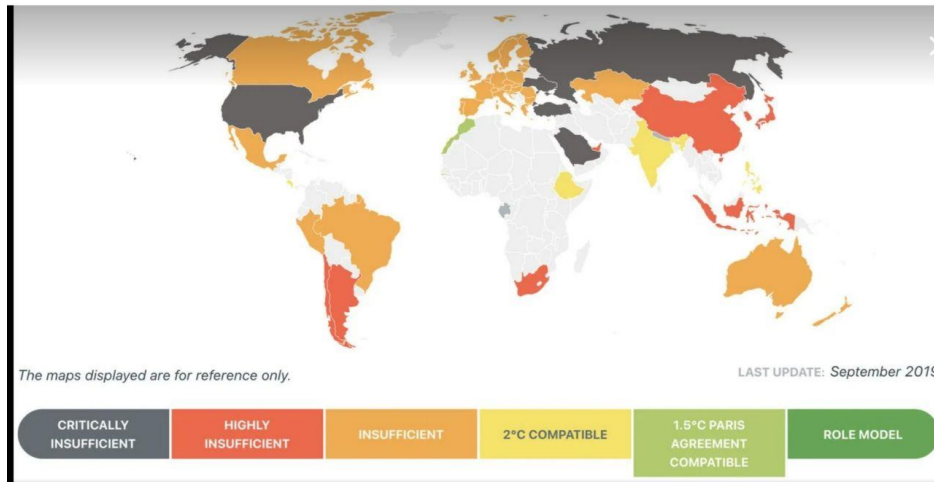 The maps displayed are for reference only.
LAST UPDATE: September 2019
CRITICALLY
INSUFFICIENT
HIGHLY
INSUFFICIENT
INSUFFICIENT
2°C COMPATIBLE
1.5°C PARIS
AGREEMENT
COMPATIBLE
ROLE MODEL